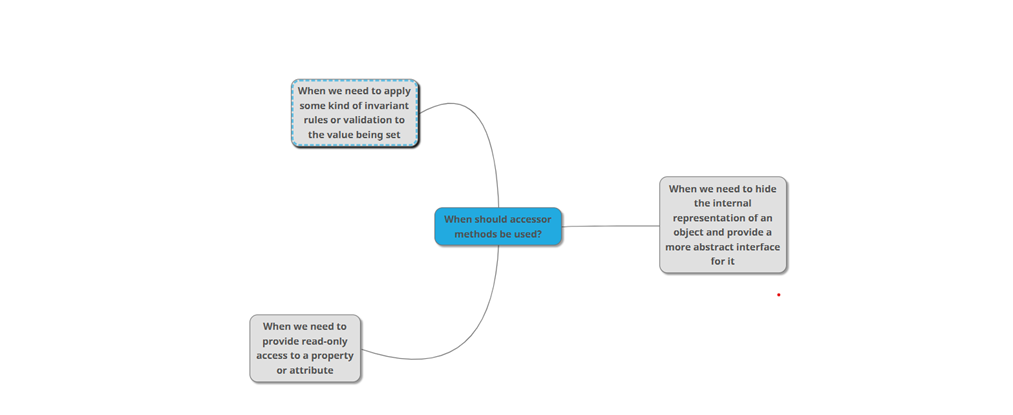 When we need to apply
some kind of invariant
rules or validation to
the value being set
When we need to hide
the internal
representation of an
object and provide a
more abstract interface
for it
When should accessor
methods be used?
When we need to
provide read-only
access to a property
or attribute